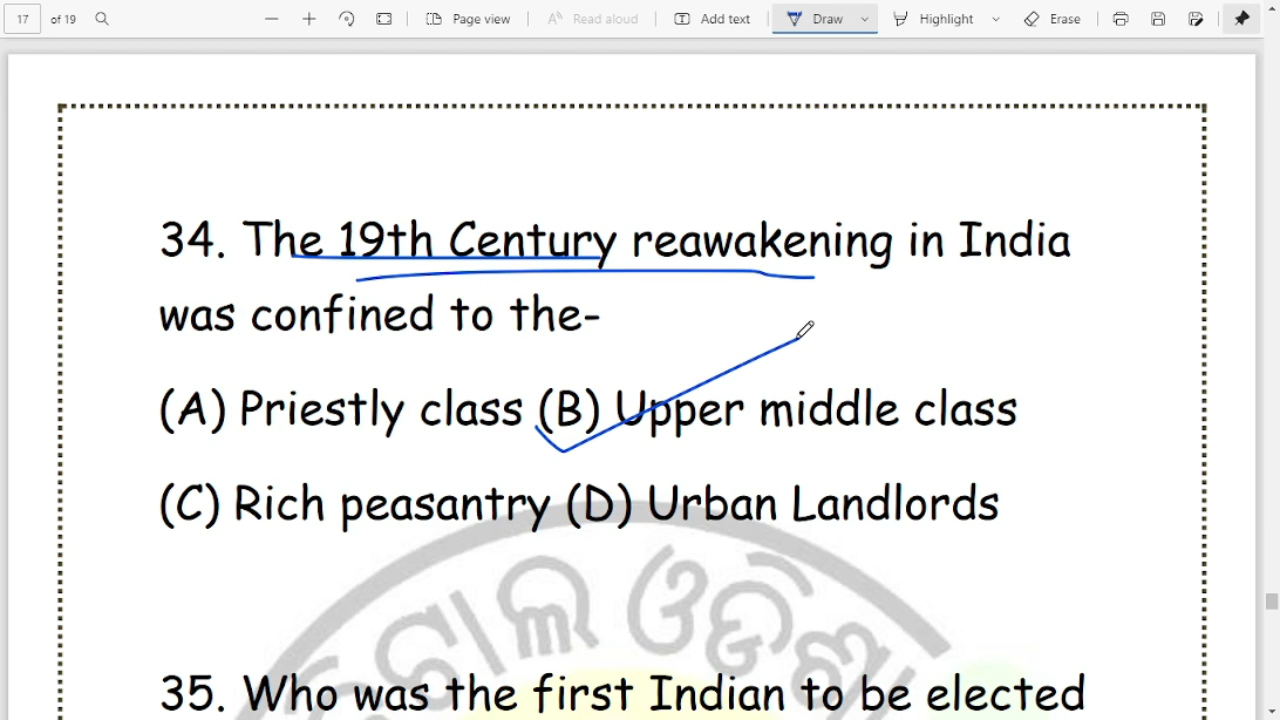 17 of 19 Page view Read aloud Add text Draw Highlight Erase
34. The 19th Century reawakening in India
was confined to the-
(A) Priestly class (B) Upper middle class
(C) Rich peasantry (D) Urban Landlords
35. Who was the first Indian to be elected